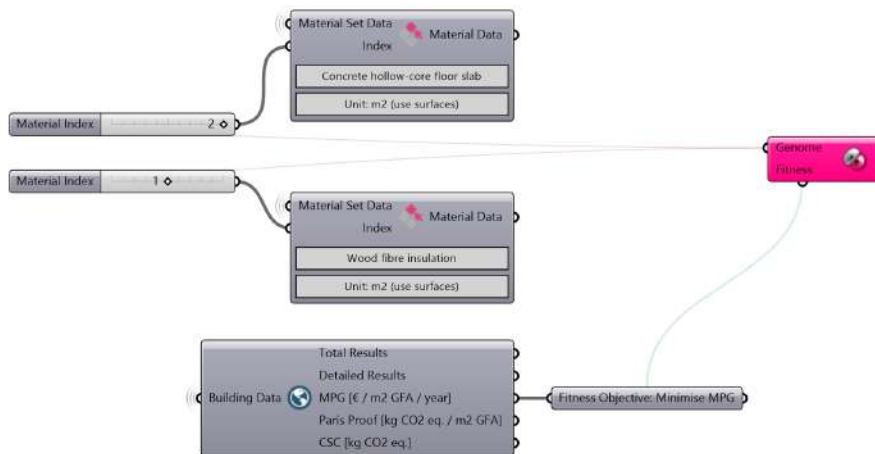 Material Set Data
Material Data
Index
Concrete hollow-core floor slab
Unit: m2 (use surfaces)
Material Index 2
Genome
Fitness
Material Index 1
Material Set Data
Material Data
Index
Wood fibre insulation
Unit: m2 (use surfaces)
Total Results
Detailed Results
Building Data
MPG [€ / m2 GFA / year]
Fitness Objective: Minimise MPG
Paris Proof [kg CO2 eq. / m2 GFA]
CSC [kg CO2 eq.]